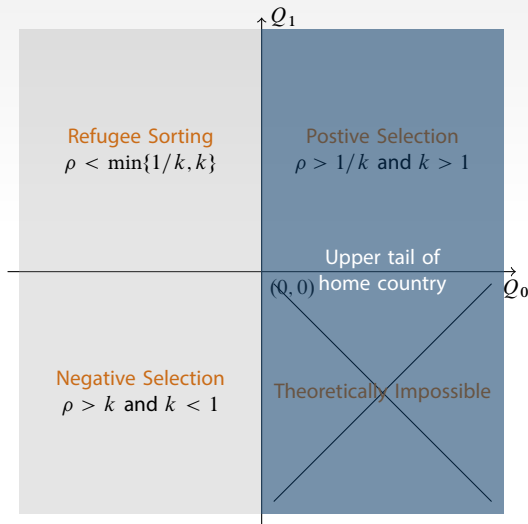 Q₁
Refugee Sorting
ρ < min{1/k, k}
Postive Selection
ρ > 1/k and k > 1
Upper tail of
home country
(0, 0)
Q₀
Negative Selection
ρ > k and k < 1
Theoretically Impossible